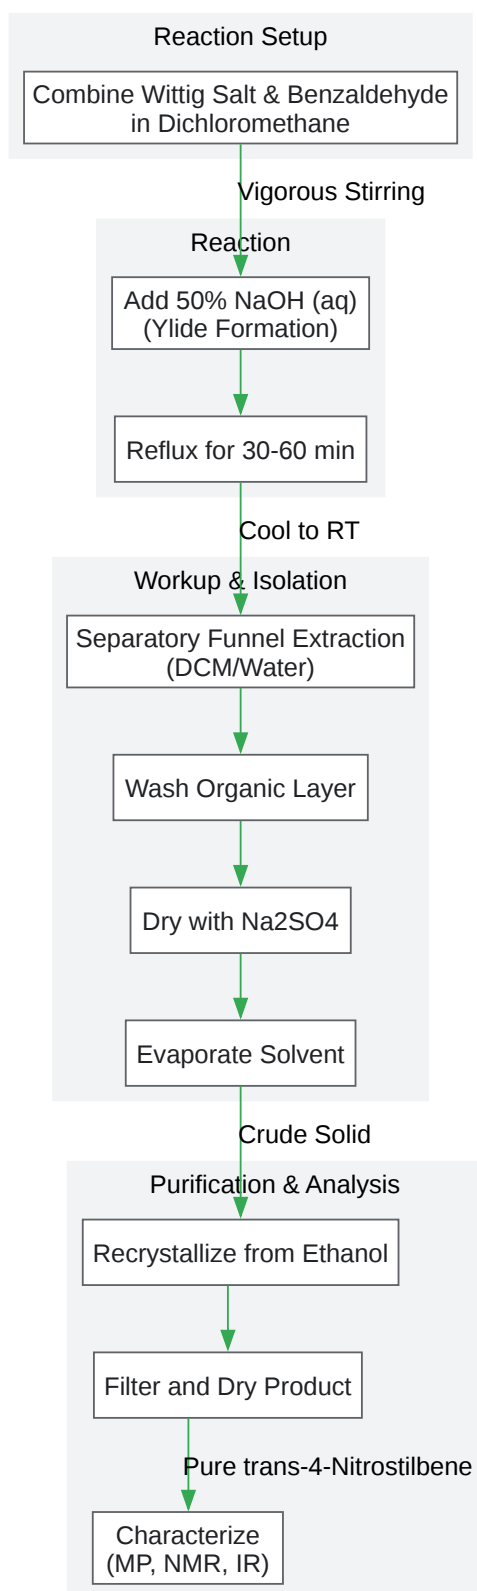 Reaction Setup
Combine Wittig Salt & Benzaldehyde
in Dichloromethane
Vigorous Stirring
Reaction
Add 50% NaOH (aq)
(Ylide Formation)
Reflux for 30-60 min
Cool to RT
Workup & Isolation
Separatory Funnel Extraction
(DCM/Water)
Wash Organic Layer
Dry with Na2SO4
Evaporate Solvent
Crude Solid
Purification & Analysis
Recrystallize from Ethanol
Filter and Dry Product
Pure trans-4-Nitrostilbene
Characterize
(MP, NMR, IR)